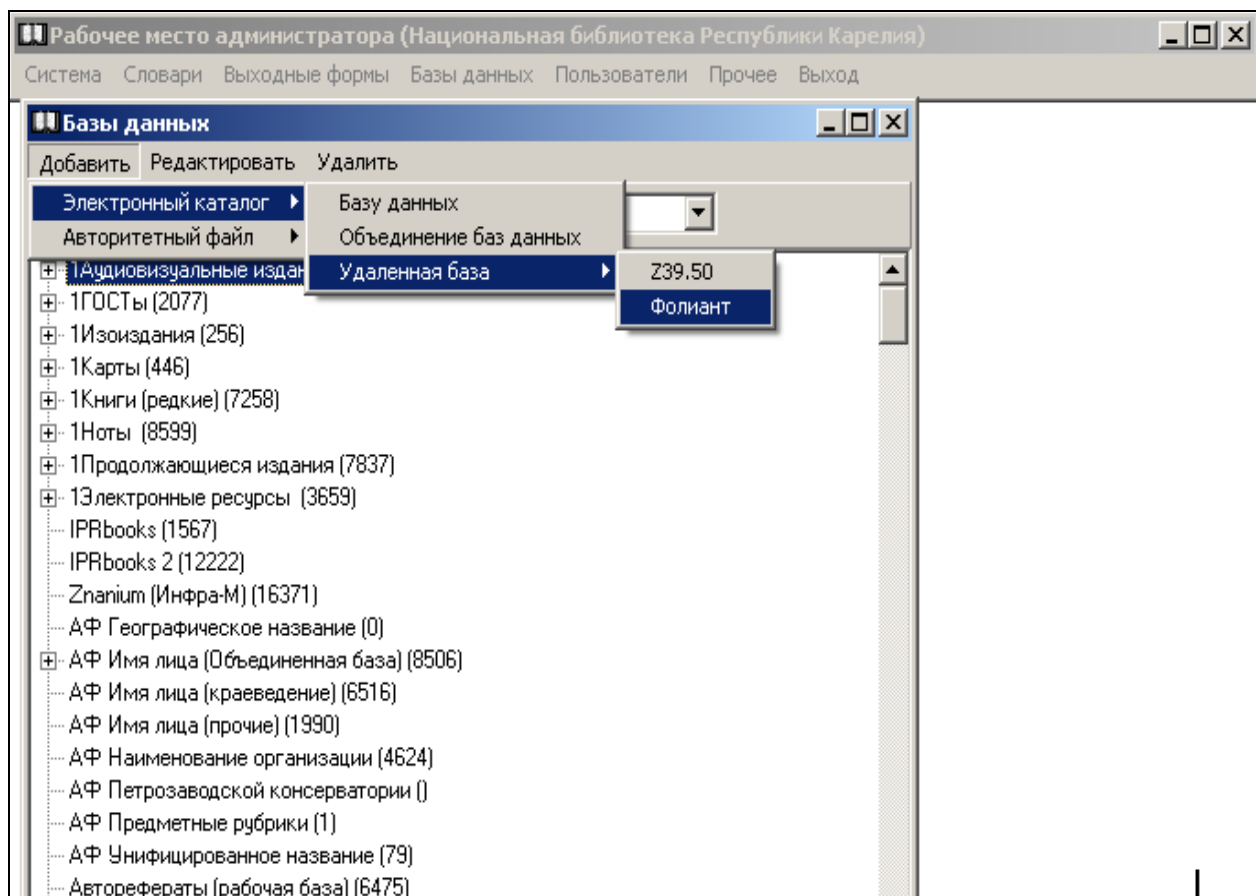 Рабочее место администратора (Национальная библиотека Республики Карелия)
Система Словари Выходные формы Базы данных Пользователи Прочее Выход
Базы данных
Добавить Редактировать Удалить
Электронный каталог
Авторитетный файл
Базу данных
Объединение баз данных
Удаленная база
Z39.50
Фолиант
1Аудиовизуальные издан
1ГОСТы (2077)
1Изоиздания (256)
1Карты (446)
1Книги (редкие) (7258)
1Ноты (8599)
1Продолжающиеся издания (7837)
1Электронные ресурсы (3659)
IPRbooks (1567)
IPRbooks 2 (12222)
Znanium (Инфра-М) (16371)
АФ Географическое название (0)
АФ Имя лица (Объединенная база) (8506)
АФ Имя лица (краеведение) (6516)
АФ Имя лица (прочие) (1990)
АФ Наименование организации (4624)
АФ Петрозаводской консерватории ()
АФ Предметные рубрики (1)
АФ Унифицированное название (79)
Авторефераты (рабочая база) (6475)